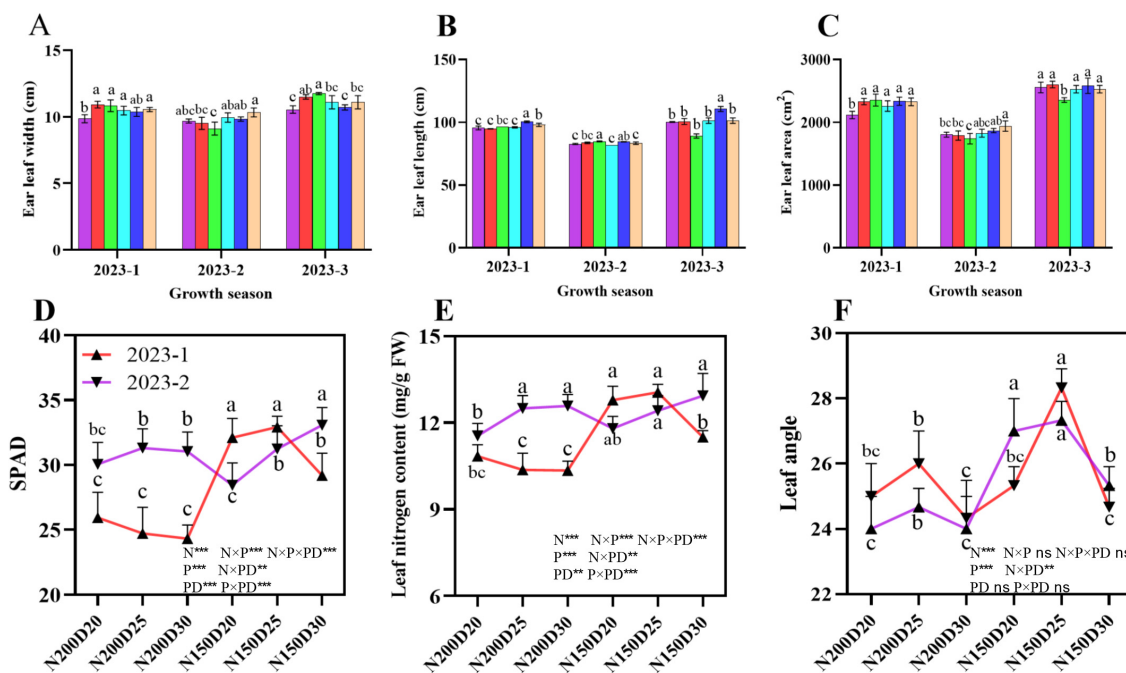 A
B
C
15
10
5
0
Ear leaf width (cm)
b a a a ab a
abc bc c ab ab a
c ab a bc c bc
2023-1 2023-2 2023-3
Growth season
150
100
50
0
Ear leaf length (cm)
c c bc c a b
c bc a c ab c
b b b b a b
2023-1 2023-2 2023-3
Growth season
3000
2000
1000
0
Ear leaf area (cm²)
b a a a a a
bc bc c abc ab a
a a b a a a
2023-1 2023-2 2023-3
Growth season
D
E
F
40
35
30
25
20
SPAD
2023-1
2023-2
bc b b a a a
c c c c b b
N*** N×P*** N×P×PD***
P*** N×PD**
PD*** P×PD***
N200D20 N200D25 N200D30 N150D20 N150D25 N150D30
15
12
9
6
Leaf nitrogen content (mg/g FW)
b a a a a a
bc c c ab a b
N*** N×P*** N×P×PD***
P*** N×PD**
PD** P×PD***
N200D20 N200D25 N200D30 N150D20 N150D25 N150D30
30
28
26
24
22
Leaf angle
bc b c a a b
c b c bc a c
N*** N×P ns N×P×PD ns
P*** N×PD**
PD ns P×PD ns
N200D20 N200D25 N200D30 N150D20 N150D25 N150D30